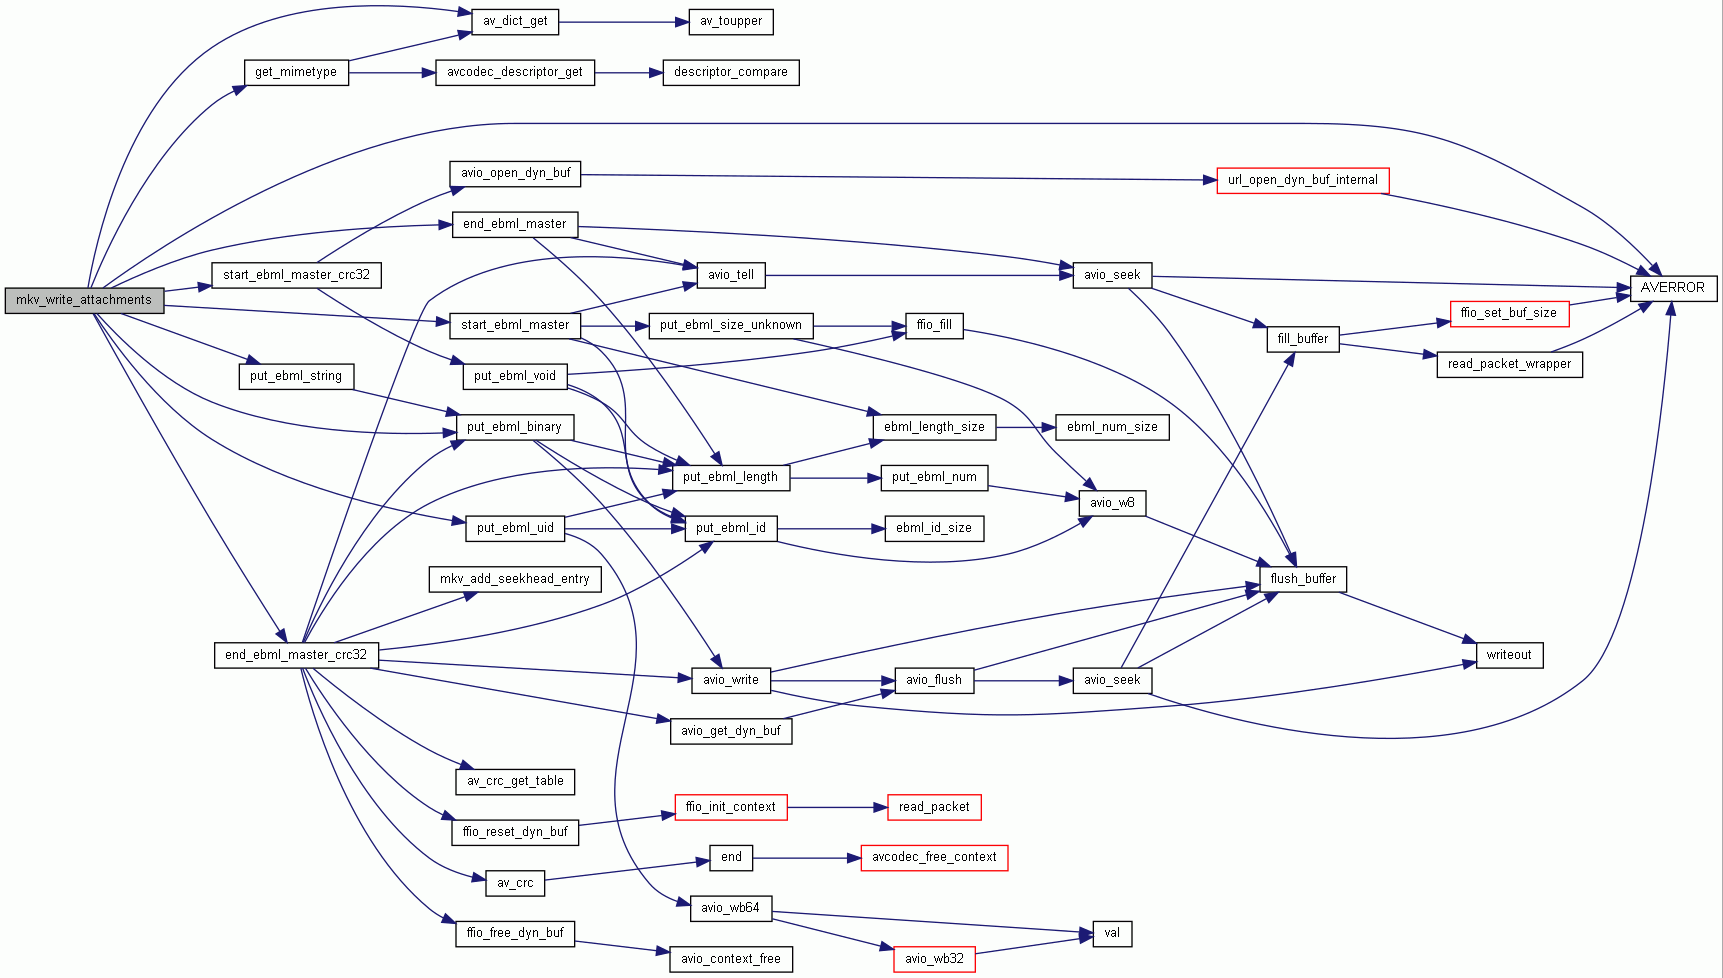 av_dict_get
av_toupper
get_mimetype
avcodec_descriptor_get
descriptor_compare
avio_open_dyn_buf
url_open_dyn_buf_internal
end_ebml_master
start_ebml_master_crc32
avio_tell
avio_seek
AVERROR
mkv_write_attachments
start_ebml_master
put_ebml_size_unknown
ffio_fill
ffio_set_buf_size
fill_buffer
read_packet_wrapper
put_ebml_string
put_ebml_void
put_ebml_binary
ebml_length_size
ebml_num_size
put_ebml_length
put_ebml_num
avio_w8
put_ebml_uid
put_ebml_id
ebml_id_size
mkv_add_seekhead_entry
flush_buffer
end_ebml_master_crc32
writeout
avio_write
avio_flush
avio_seek
avio_get_dyn_buf
av_crc_get_table
ffio_init_context
read_packet
ffio_reset_dyn_buf
end
avcodec_free_context
av_crc
avio_wb64
ffio_free_dyn_buf
val
avio_context_free
avio_wb32